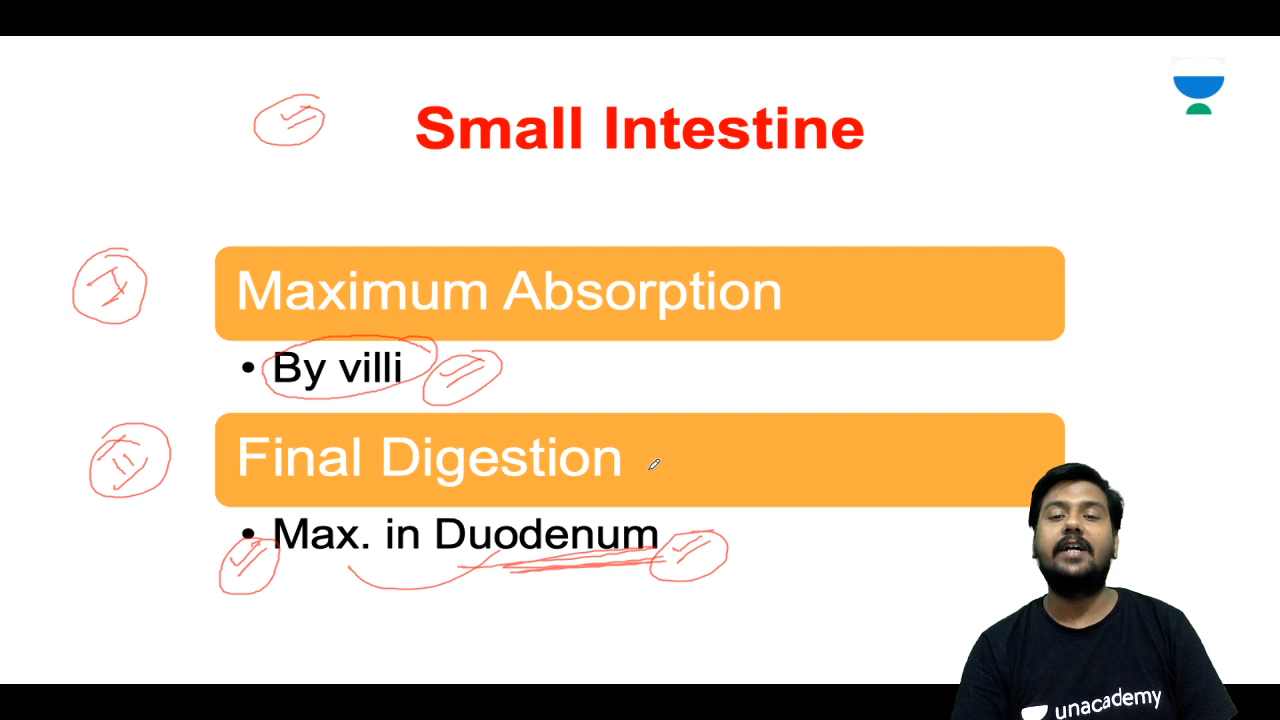 Small Intestine
Maximum Absorption
• By villi
Final Digestion
• Max. in Duodenum
unacademy